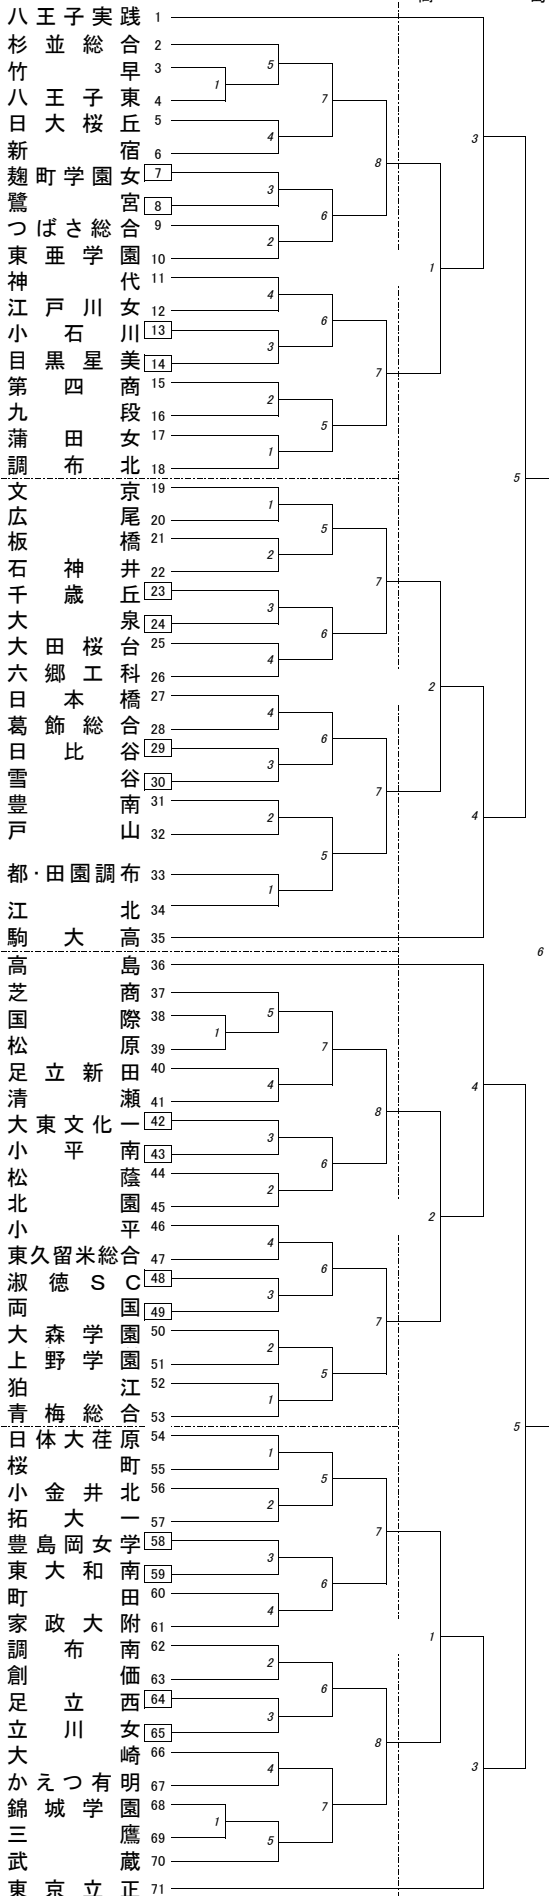 八王子実践 1
杉並総合 2
竹早 3
八王子東 4
日大桜丘 5
新宿 6
麹町学園女 7
鷺宮 8
つばさ総合 9
東亜学園 10
神代 11
江戸川女 12
小石川 13
目黒星美 14
第四商 15
九段 16
蒲田女 17
調布北 18
文京 19
広尾 20
板橋 21
石神井 22
千歳丘 23
大泉 24
大田桜台 25
六郷工科 26
日本橋 27
葛飾総合 28
日比谷 29
雪谷 30
豊南 31
戸山 32
都・田園調布 33
江北 34
駒大高 35
高島 36
芝商 37
国際 38
松原 39
足立新田 40
清瀬 41
大東文化一 42
小平南 43
松蔭 44
北園 45
小平 46
東久留米総合 47
淑徳ＳＣ 48
両国 49
大森学園 50
上野学園 51
狛江 52
青梅総合 53
日体大荏原 54
桜町 55
小金井北 56
拓大一 57
豊島岡女学 58
東大和南 59
町田 60
家政大附 61
調布南 62
創価 63
足立西 64
立川女 65
大崎 66
かえつ有明 67
錦城学園 68
三鷹 69
武蔵 70
東京立正 71
5
1
7
4
3
8
3
6
2
1
4
6
3
7
2
5
1
5
1
5
2
7
3
6
4
2
4
6
3
7
2
4
5
1
6
5
1
7
4
4
8
3
6
2
2
4
6
3
7
2
5
1
5
1
5
2
7
3
6
4
1
2
6
3
8
4
3
7
1
5